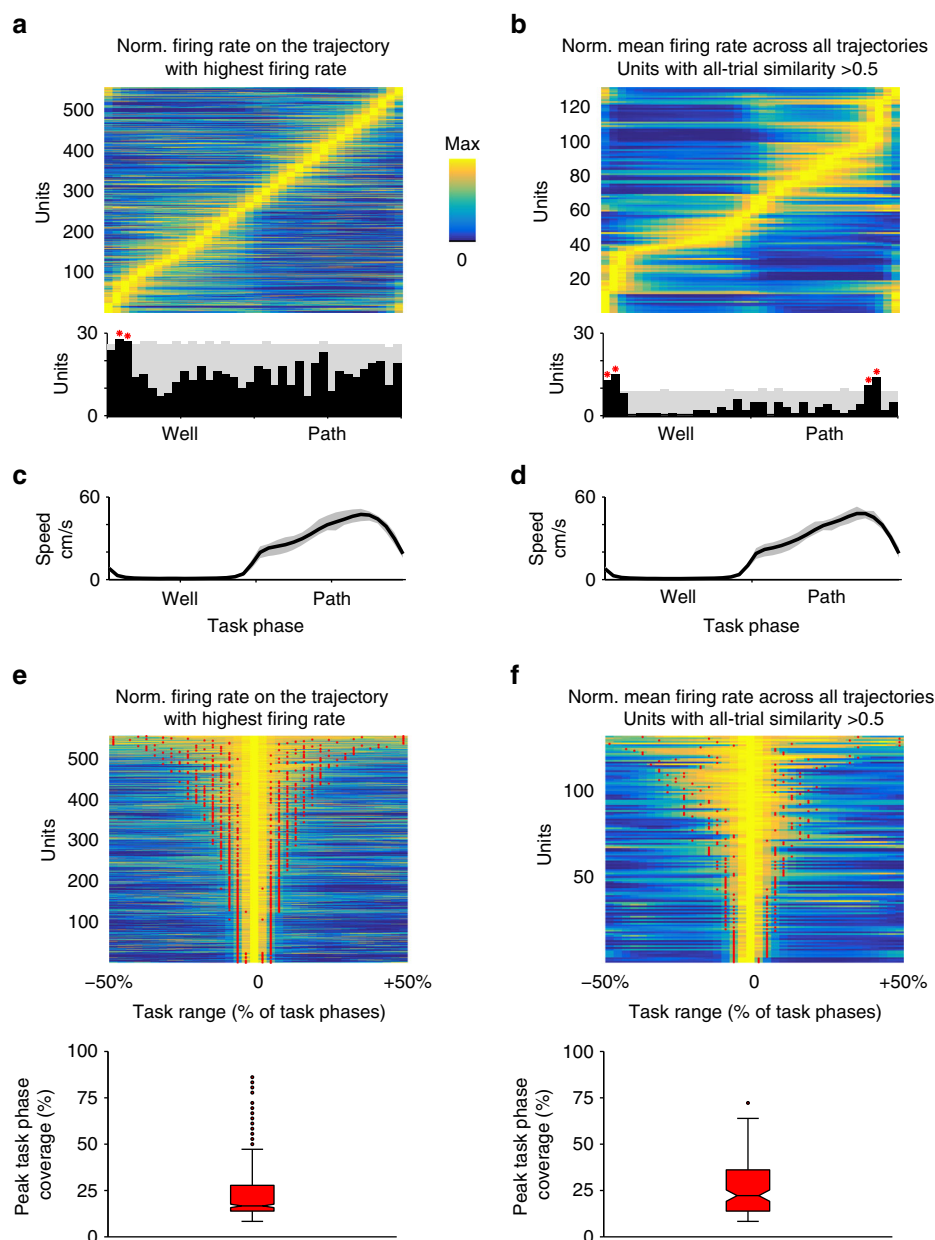 a
Norm. firing rate on the trajectory
with highest firing rate
500
400
300
200
100
Units
Max
0
30
0
Units
* *
Well
Path
b
Norm. mean firing rate across all trajectories
Units with all-trial similarity >0.5
120
100
80
60
40
20
Units
30
0
Units
* *
* *
Well
Path
c
60
0
Speed
cm/s
Well
Path
Task phase
d
60
0
Speed
cm/s
Well
Path
Task phase
e
Norm. firing rate on the trajectory
with highest firing rate
500
400
300
200
100
Units
−50%
0
+50%
Task range (% of task phases)
100
75
50
25
0
Peak task phase
coverage (%)
f
Norm. mean firing rate across all trajectories
Units with all-trial similarity >0.5
100
50
Units
−50%
0
+50%
Task range (% of task phases)
100
75
50
25
0
Peak task phase
coverage (%)